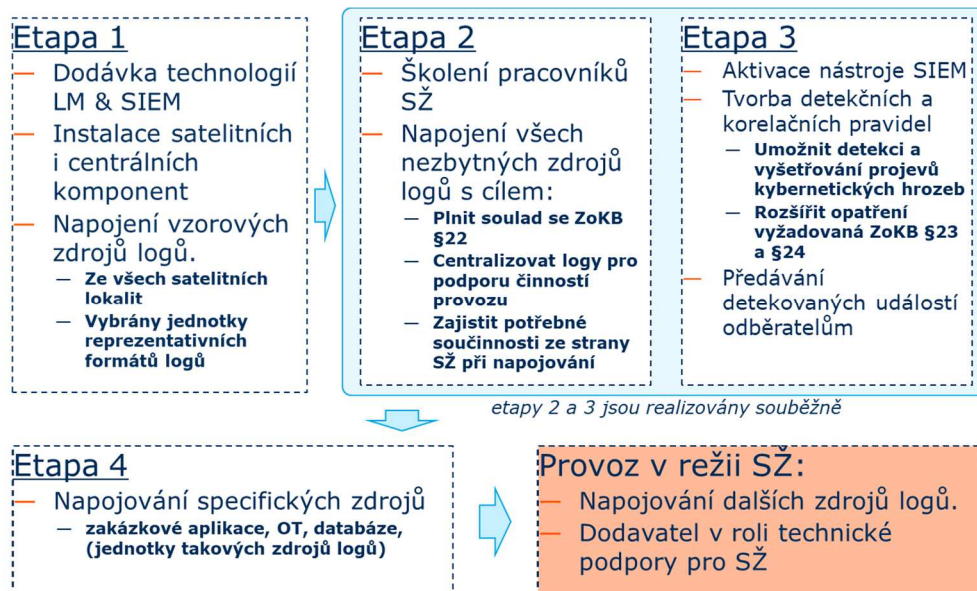 Etapa 1
— Dodávka technologií
LM & SIEM
— Instalace satelitních
i centrálních
komponent
— Napojení vzorových
zdrojů logů.
— Ze všech satelitních
lokalit
— Vybrány jednotky
reprezentativních
formátů logů
Etapa 2
— Školení pracovníků
SŽ
— Napojení všech
nezbytných zdrojů
logů s cílem:
— Plnit soulad se ZoKB
§22
— Centralizovat logy pro
podporu činností
provozu
— Zajistit potřebné
součinnosti ze strany
SŽ při napojování
Etapa 3
— Aktivace nástroje SIEM
— Tvorba detekčních a
korelačních pravidel
— Umožnit detekci a
vyšetřování projevů
kybernetických hrozeb
— Rozšířit opatření
vyžadovaná ZoKB §23
a §24
— Předávání
detekovaných událostí
odběratelům
etapy 2 a 3 jsou realizovány souběžně
Etapa 4
— Napojování specifických zdrojů
— zakázkové aplikace, OT, databáze,
(jednotky takových zdrojů logů)
Provoz v režii SŽ:
— Napojování dalších zdrojů logů.
— Dodavatel v roli technické
podpory pro SŽ